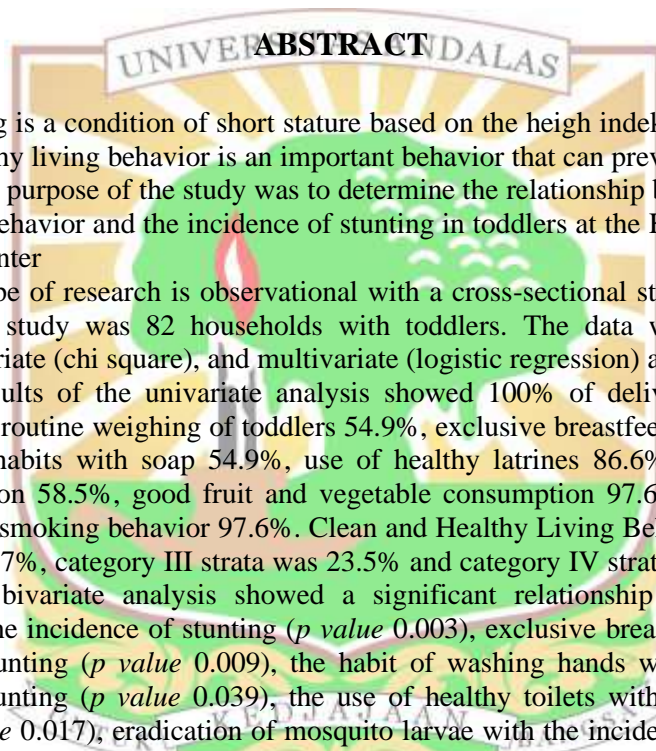 ABSTRACT
UNIVERSITAS ANDALAS
g is a condition of short stature based on the heigh indek
ny living behavior is an important behavior that can prev
purpose of the study was to determine the relationship b
ehavior and the incidence of stunting in toddlers at the
nter
pe of research is observational with a cross-sectional st
study was 82 households with toddlers. The data w
riate (chi square), and multivariate (logistic regression) a
ults of the univariate analysis showed 100% of deliv
routine weighing of toddlers 54.9%, exclusive breastfee
habits with soap 54.9%, use of healthy latrines 86.6%
on 58.5%, good fruit and vegetable consumption 97.6
smoking behavior 97.6%. Clean and Healthy Living Be
7%, category III strata was 23.5% and category IV strat
bivariate analysis showed a significant relationship
ne incidence of stunting (p value 0.003), exclusive brea
unting (p value 0.009), the habit of washing hands w
unting (p value 0.039), the use of healthy toilets with
e 0.017), eradication of mosquito larvae with the incide
KEDJAJAAN